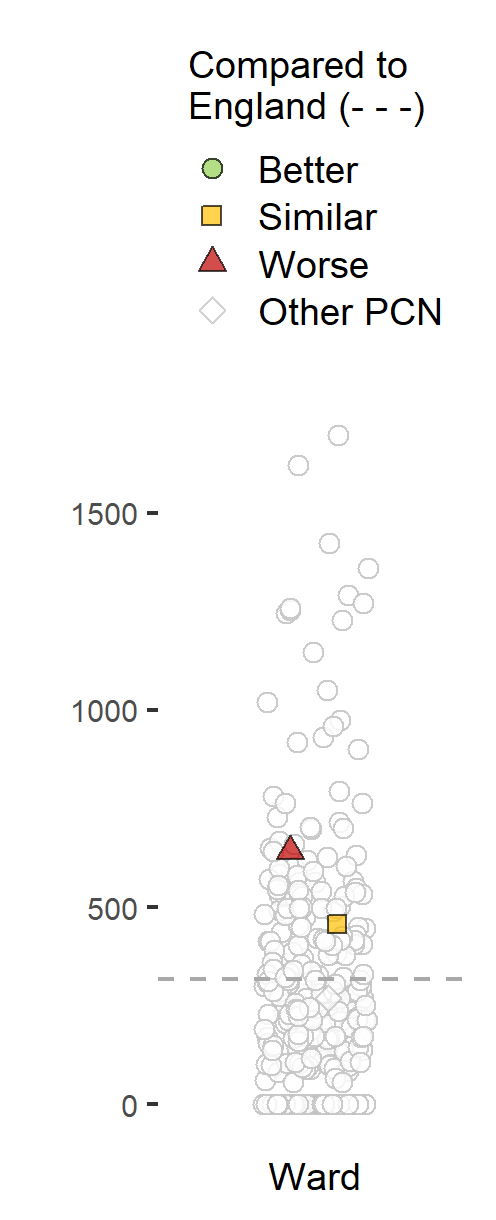 Compared to
England (- - -)
Better
Similar
Worse
Other PCN
1500
1000
500
0
Ward